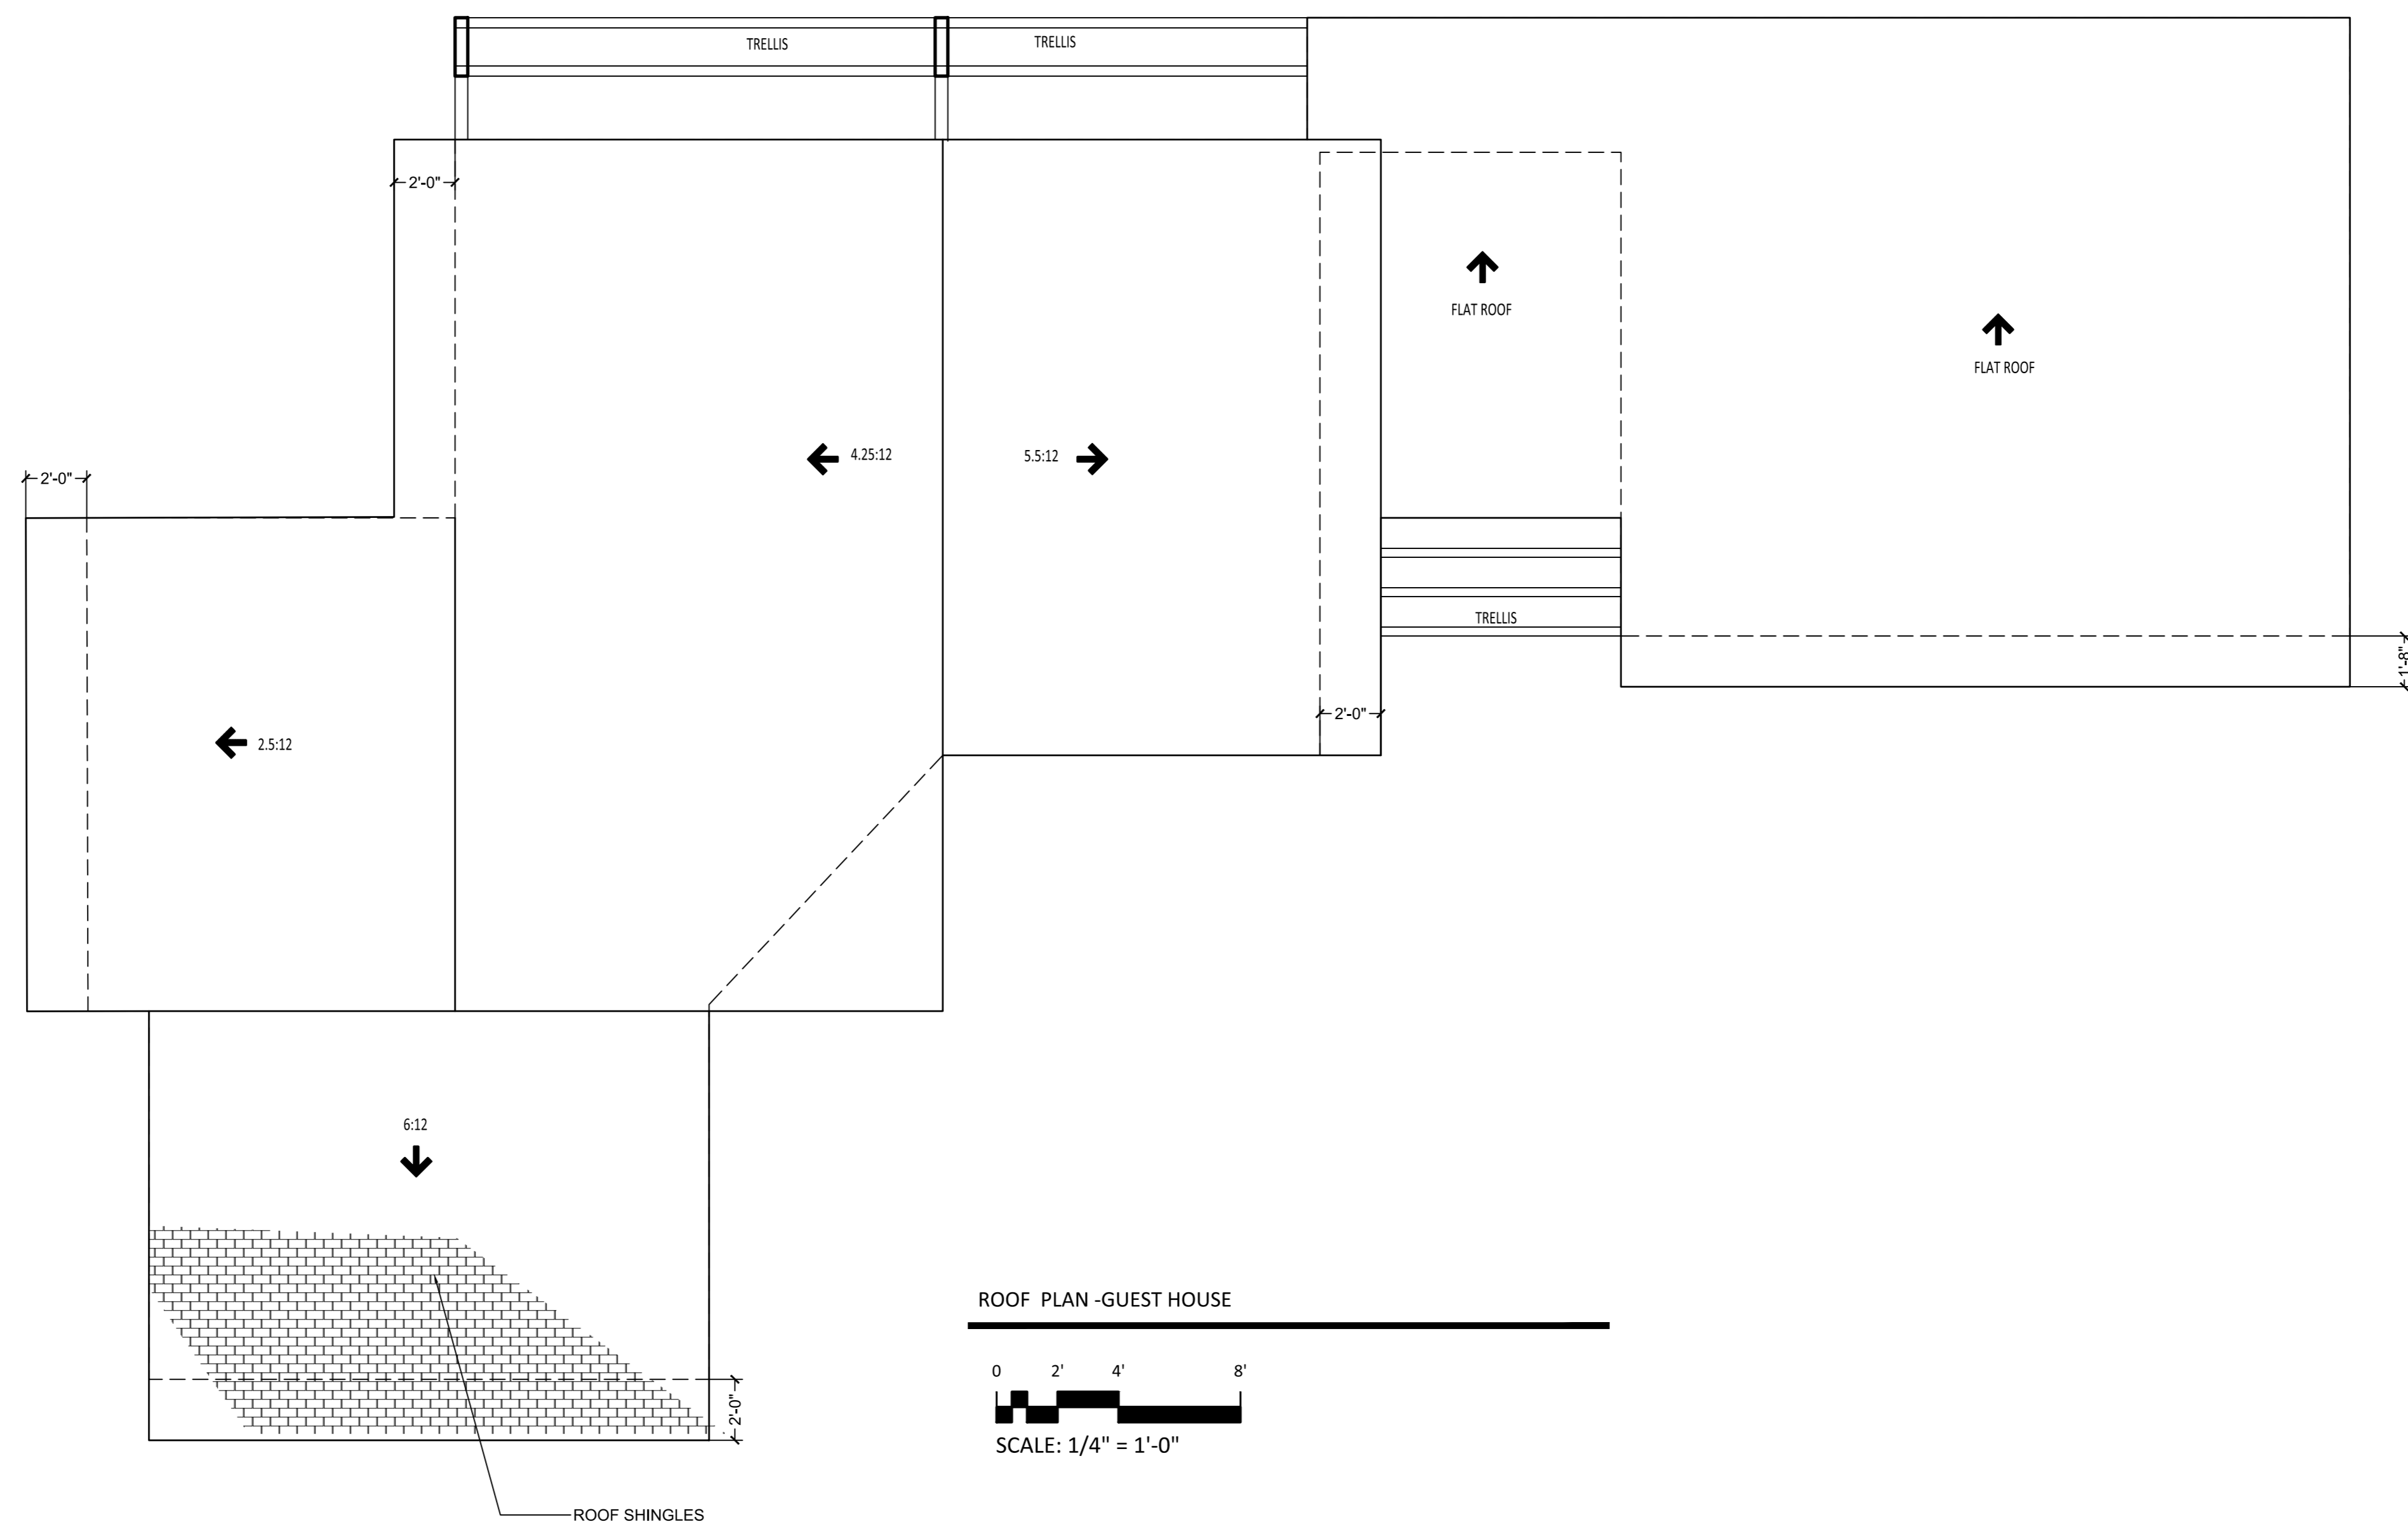 TRELLIS
TRELLIS
2'-0"
FLAT ROOF
FLAT ROOF
4.25:12
5.5:12
2'-0"
TRELLIS
1'-8"
2'-0"
2.5:12
6:12
2'-0"
ROOF SHINGLES
ROOF PLAN -GUEST HOUSE
0 2' 4' 8'
SCALE: 1/4" = 1'-0"